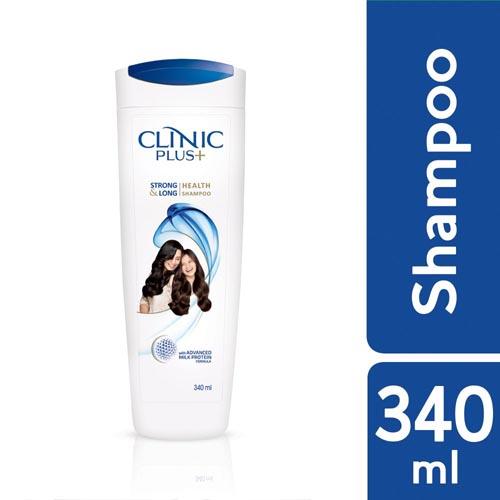 CLINIC
PLUS+
STRONG & LONG
HEALTH SHAMPOO
with ADVANCED
MILK PROTEIN
FORMULA
340 ml
Shampoo
340
ml